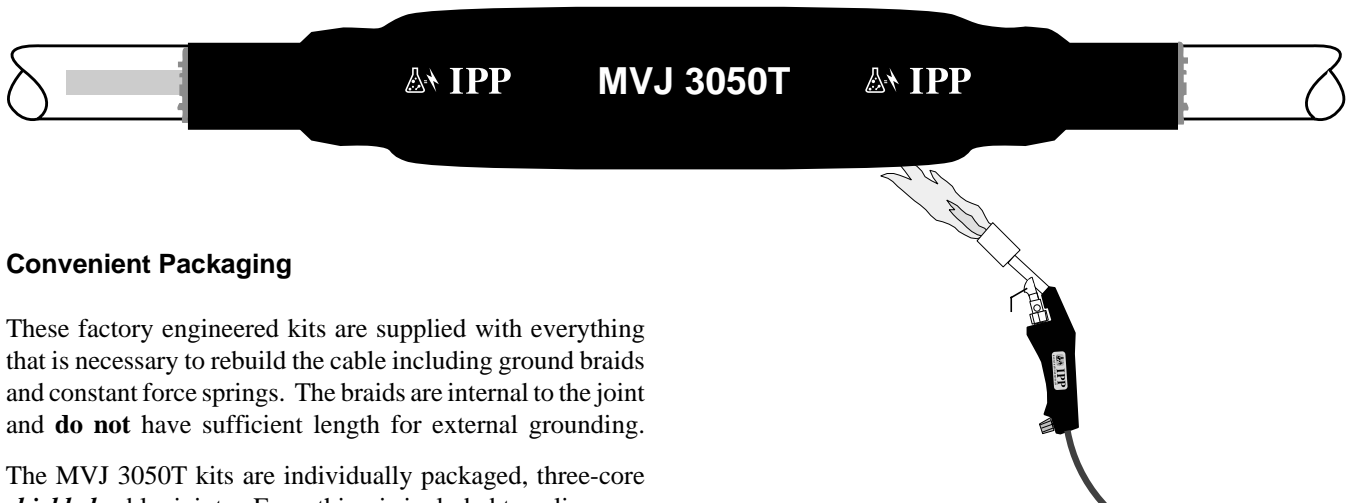 IPP MVJ 3050T IPP
Convenient Packaging
These factory engineered kits are supplied with everything
that is necessary to rebuild the cable including ground braids
and constant force springs. The braids are internal to the joint
and do not have sufficient length for external grounding.
IPP
The MVJ 3050T kits are individually packaged, three-core